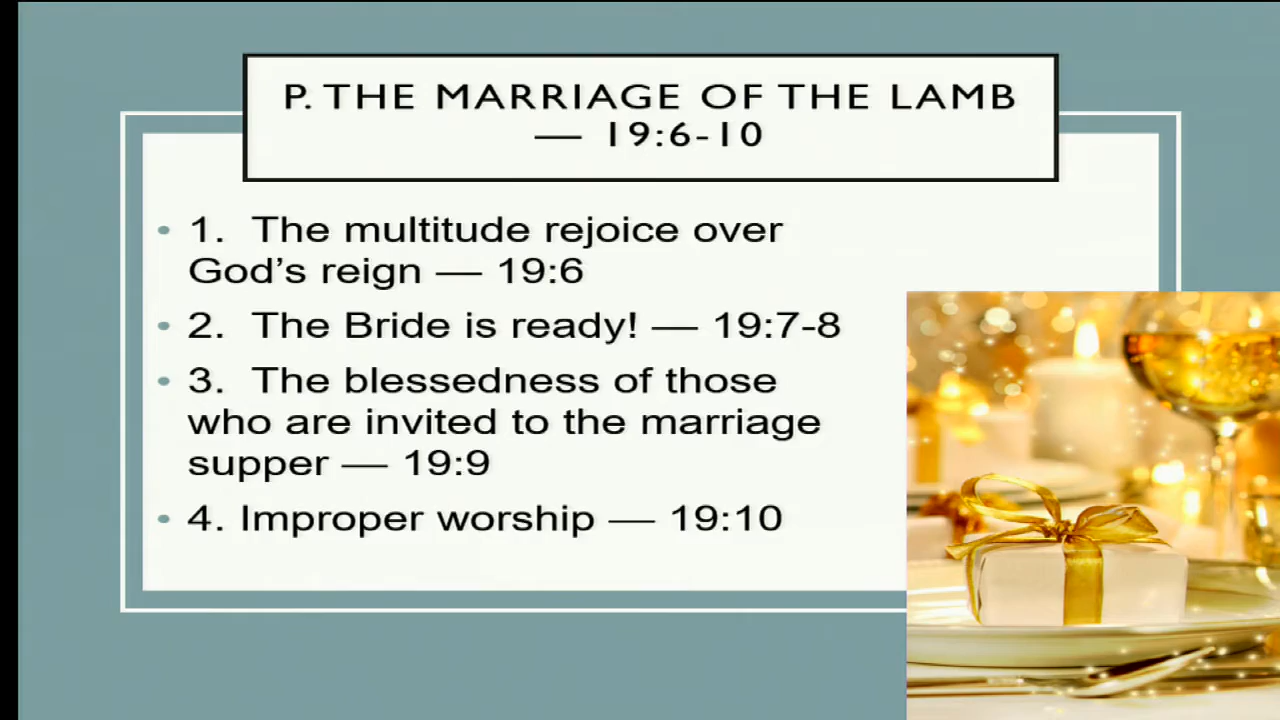 P. THE MARRIAGE OF THE LAMB
— 19:6-10
• 1. The multitude rejoice over
God’s reign — 19:6
• 2. The Bride is ready! — 19:7-8
• 3. The blessedness of those
who are invited to the marriage
supper — 19:9
• 4. Improper worship — 19:10